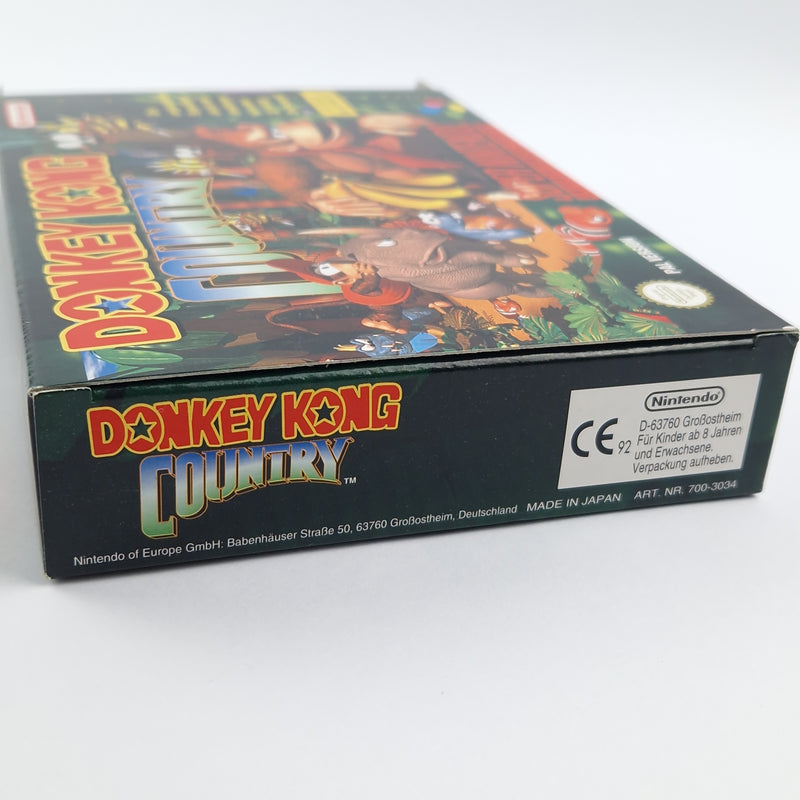 DONKEY KONG
COUNTRY
PAL VERSION
Nintendo
DONKEY KONG
COUNTRY™
CE 92
Nintendo
D-63760 Großostheim
Für Kinder ab 8 Jahren
und Erwachsene.
Verpackung aufheben.
Nintendo of Europe GmbH: Babenhäuser Straße 50, 63760 Großostheim, Deutschland MADE IN JAPAN ART. NR. 700-3034